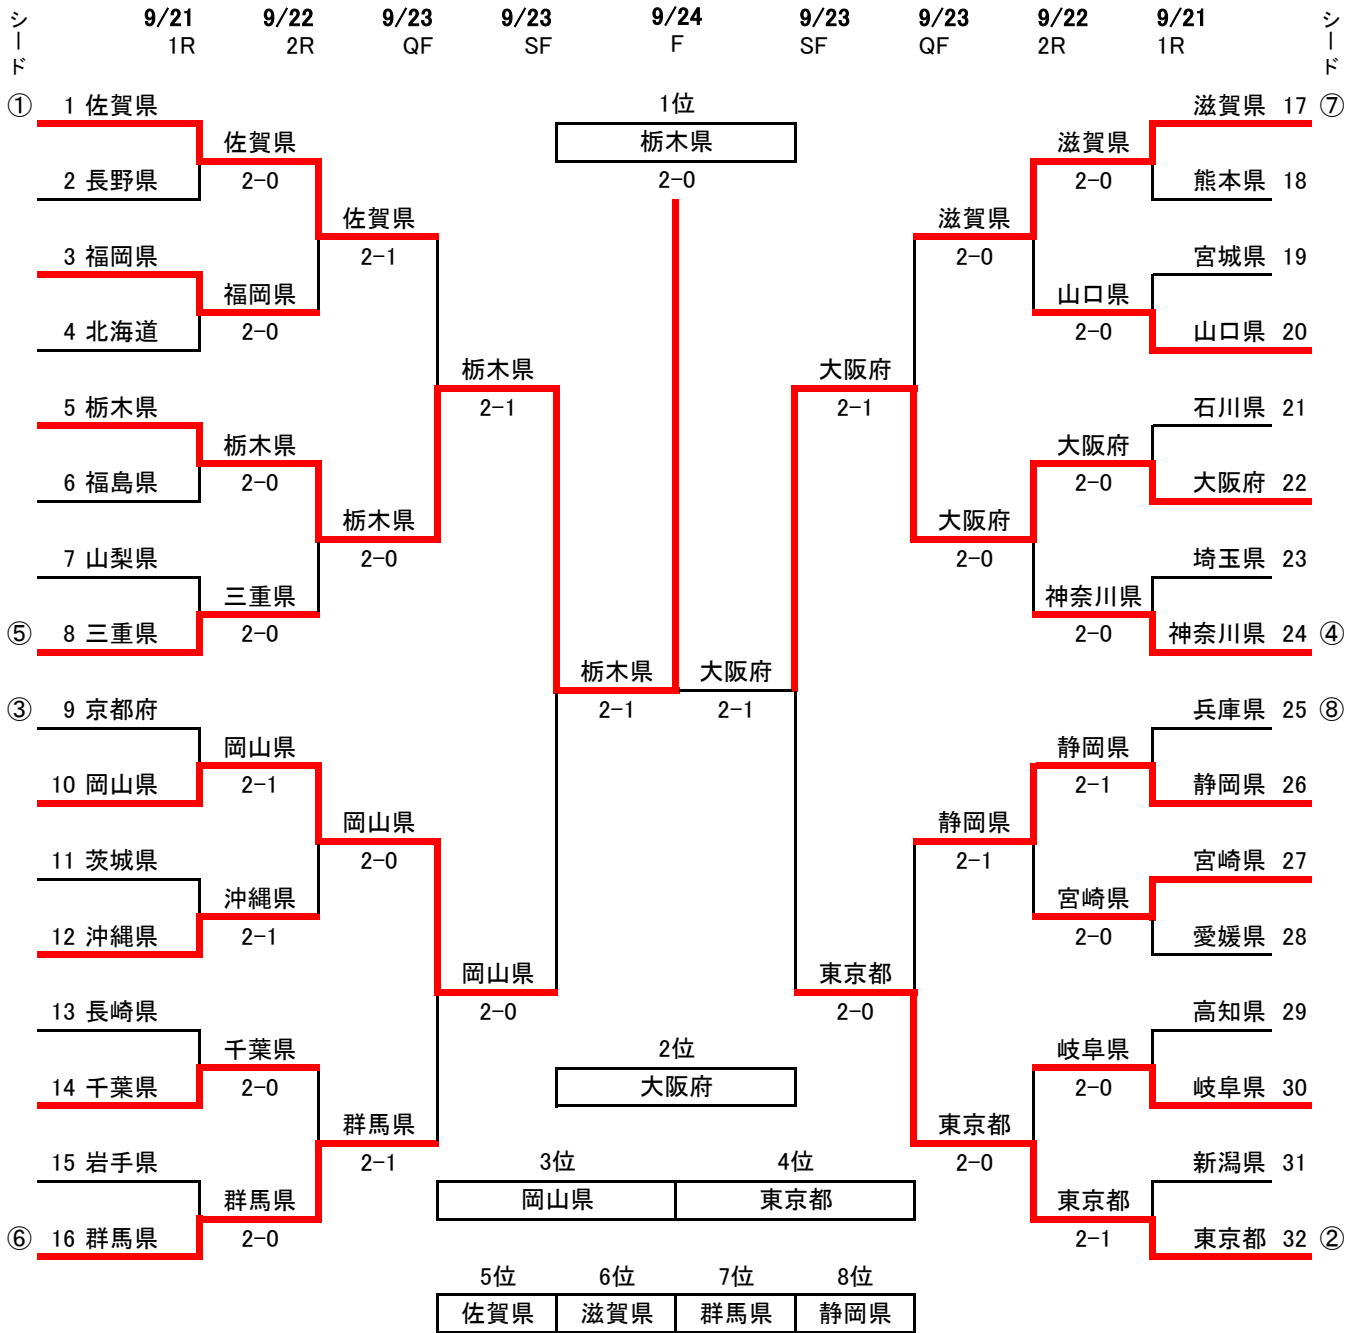 シード 9/21 9/22 9/23 9/23 9/24 9/23 9/23 9/22 9/21 シード
1R 2R QF SF F SF QF 2R 1R
① 1 佐賀県 1位 滋賀県 17 ⑦
佐賀県 栃木県 滋賀県
2 長野県 2-0 2-0 2-0 熊本県 18
佐賀県 滋賀県
3 福岡県 2-1 2-0 宮城県 19
福岡県 山口県
4 北海道 2-0 2-0 山口県 20
栃木県 大阪府
5 栃木県 2-1 2-1 石川県 21
栃木県 大阪府
6 福島県 2-0 2-0 大阪府 22
栃木県 大阪府
7 山梨県 2-0 2-0 埼玉県 23
三重県 神奈川県
⑤ 8 三重県 2-0 2-0 神奈川県 24 ④
栃木県 大阪府
③ 9 京都府 2-1 2-1 兵庫県 25 ⑧
岡山県 静岡県
10 岡山県 2-1 2-1 静岡県 26
岡山県 静岡県
11 茨城県 2-0 2-1 宮崎県 27
沖縄県 宮崎県
12 沖縄県 2-1 2-0 愛媛県 28
岡山県 東京都
13 長崎県 2-0 2-0 高知県 29
千葉県 2位 岐阜県
14 千葉県 2-0 大阪府 2-0 岐阜県 30
群馬県 東京都
15 岩手県 2-1 3位 4位 2-0 新潟県 31
群馬県 岡山県 東京都 東京都
⑥ 16 群馬県 2-0 2-1 東京都 32 ②
5位 6位 7位 8位
佐賀県 滋賀県 群馬県 静岡県